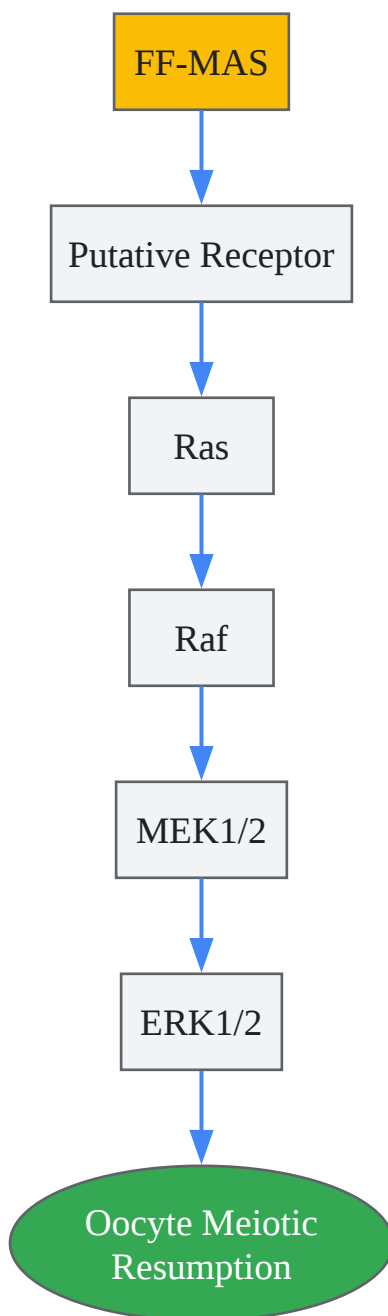 FF-MAS
Putative Receptor
Ras
Raf
MEK1/2
ERK1/2
Oocyte Meiotic
Resumption